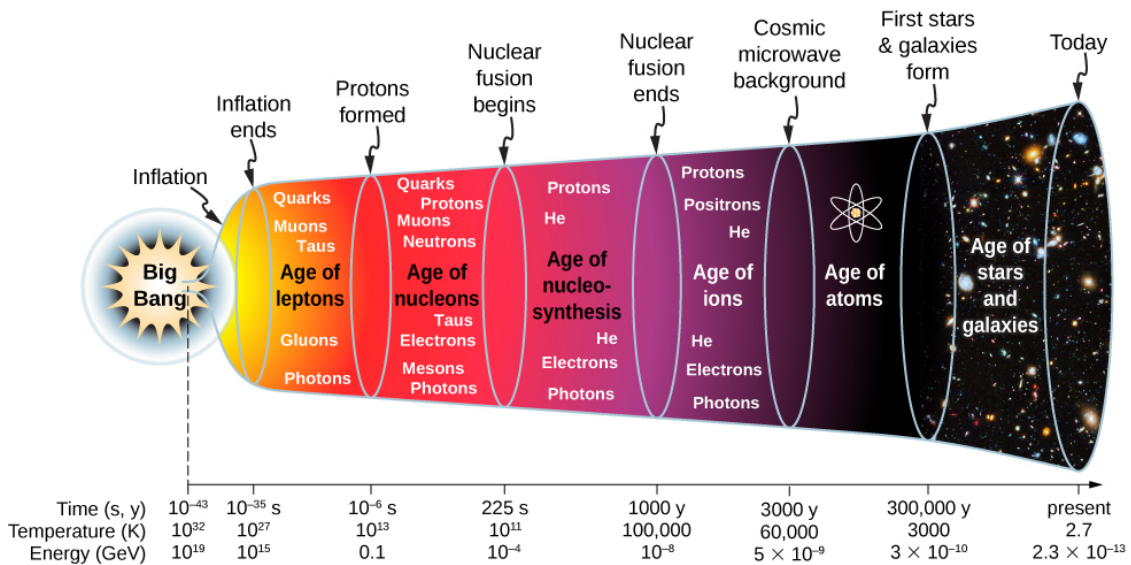 Inflation
Inflation
ends
Protons
formed
Nuclear
fusion
begins
Nuclear
fusion
ends
Cosmic
microwave
background
First stars
& galaxies
form
Today
Big
Bang
Quarks
Muons
Taus
Age of
leptons
Gluons
Photons
Quarks
Protons
Muons
Neutrons
Age of
nucleons
Taus
Electrons
Mesons
Photons
Protons
He
Age of
nucleo-
synthesis
He
Electrons
Photons
Protons
Positrons
He
Age of
ions
He
Electrons
Photons
Age of
atoms
Age of
stars
and
galaxies
Time (s, y) 10⁻⁴³ 10⁻³⁵ s 10⁻⁶ s 225 s 1000 y 3000 y 300,000 y present
Temperature (K) 10³² 10²⁷ 10¹³ 10¹¹ 100,000 60,000 3000 2.7
Energy (GeV) 10¹⁹ 10¹⁵ 0.1 10⁻⁴ 10⁻⁸ 5 × 10⁻⁹ 3 × 10⁻¹⁰ 2.3 × 10⁻¹³